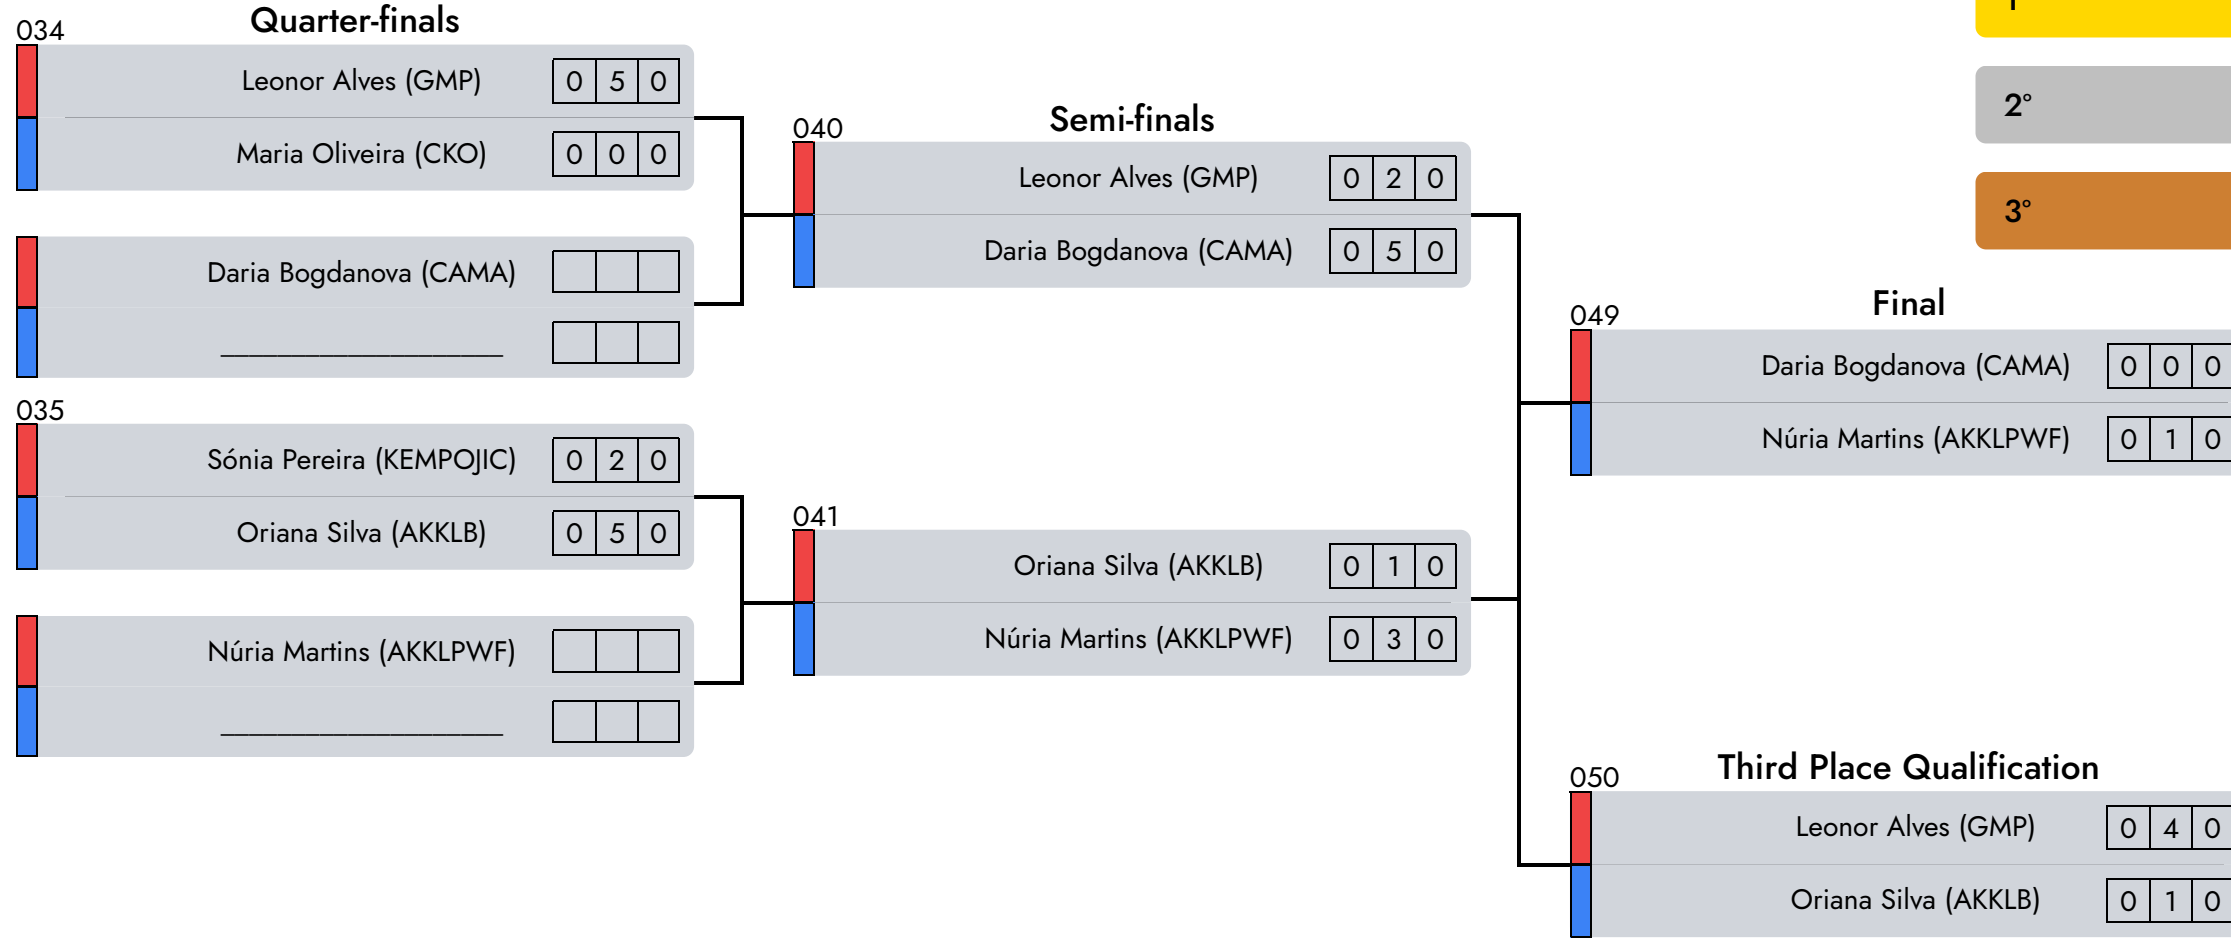 Quarter-finals
034
Leonor Alves (GMP) 0 5 0
Maria Oliveira (CKO) 0 0 0
Daria Bogdanova (CAMA)
____________________
035
Sónia Pereira (KEMPOJIC) 0 2 0
Oriana Silva (AKKLB) 0 5 0
Núria Martins (AKKLPWF)
____________________
Semi-finals
040
Leonor Alves (GMP) 0 2 0
Daria Bogdanova (CAMA) 0 5 0
041
Oriana Silva (AKKLB) 0 1 0
Núria Martins (AKKLPWF) 0 3 0
2°
3°
Final
049
Daria Bogdanova (CAMA) 0 0 0
Núria Martins (AKKLPWF) 0 1 0
Third Place Qualification
050
Leonor Alves (GMP) 0 4 0
Oriana Silva (AKKLB) 0 1 0